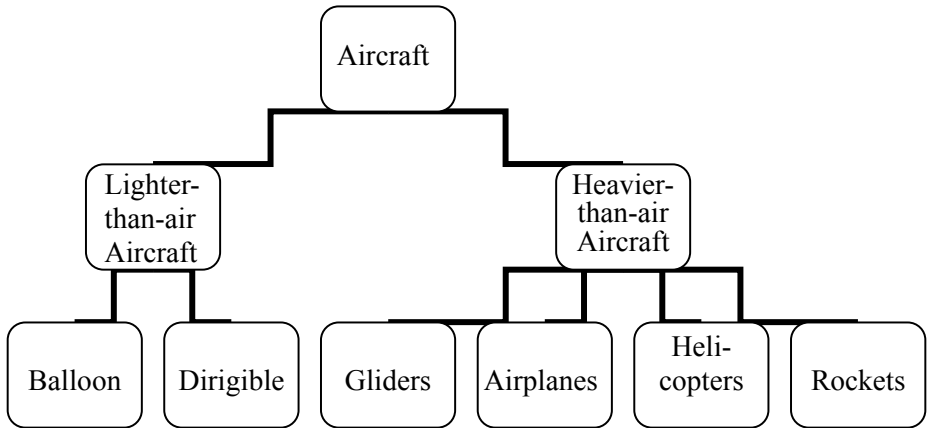 Aircraft
Lighter-
than-air
Aircraft
Heavier-
than-air
Aircraft
Balloon
Dirigible
Gliders
Airplanes
Heli-
copters
Rockets